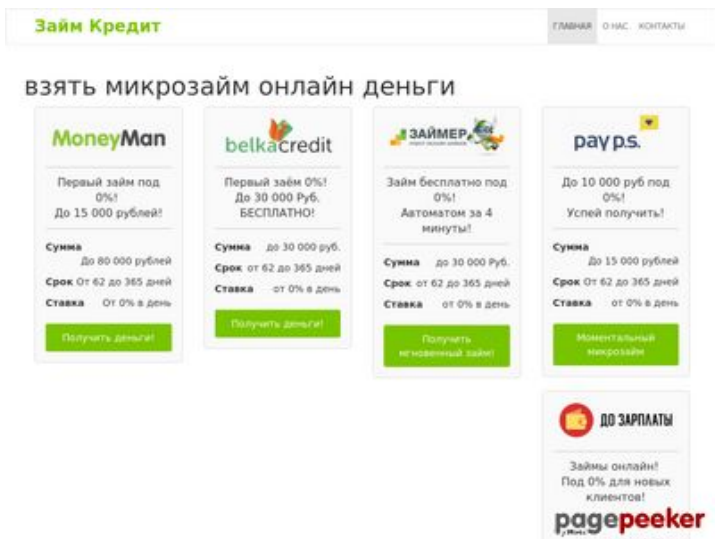 Займ Кредит
ГЛАВНАЯ О НАС КОНТАКТЫ
взять микрозайм онлайн деньги
MoneyMan
Первый займ под
0%!
До 15 000 рублей!
Сумма
До 80 000 рублей
Срок От 62 до 365 дней
Ставка От 0% в день
Получить деньги!
belkacredit
Первый заём 0%!
До 30 000 Руб.
БЕСПЛАТНО!
Сумма до 30 000 руб.
Срок от 62 до 365 дней
Ставка от 0% в день
Получить деньги!
ЗАЙМЕР
Займ бесплатно под
0%!
Автоматом за 4
минуты!
Сумма до 30 000 Руб.
Срок от 62 до 365 дней
Ставка от 0% в день
Получить
мгновенный займ!
pay p.s.
До 10 000 руб под
0%!
Успей получить!
Сумма
До 15 000 рублей
Срок От 62 до 365 дней
Ставка от 0% в день
Моментальный
микрозайм
ДО ЗАРПЛАТЫ
Займы онлайн!
Под 0% для новых
клиентов!
pagepeeker